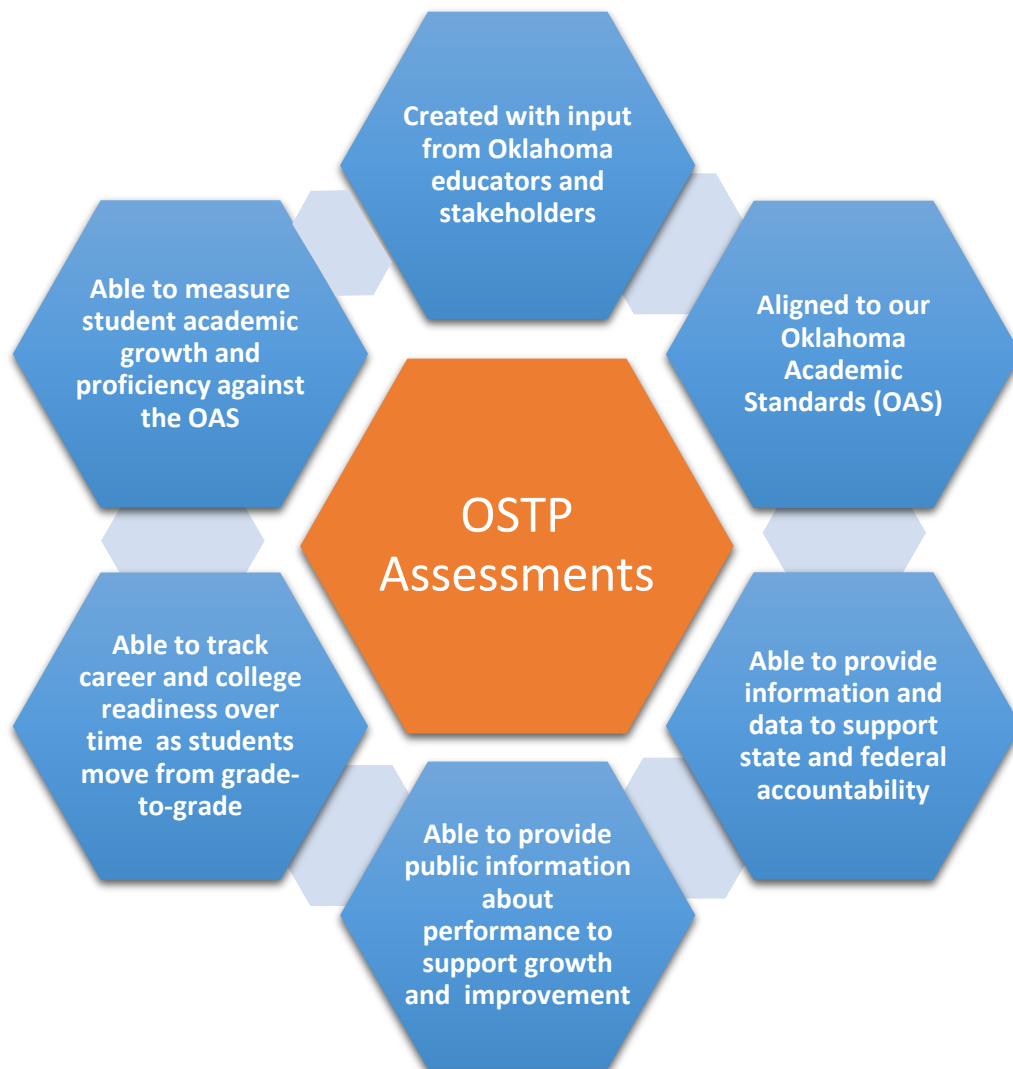 Created with input
from Oklahoma
educators and
stakeholders
Aligned to our
Oklahoma
Academic
Standards (OAS)
Able to provide
information and
data to support
state and federal
accountability
Able to provide
public information
about
performance to
support growth
and improvement
Able to track
career and college
readiness over
time as students
move from grade-
to-grade
Able to measure
student academic
growth and
proficiency against
the OAS
OSTP
Assessments